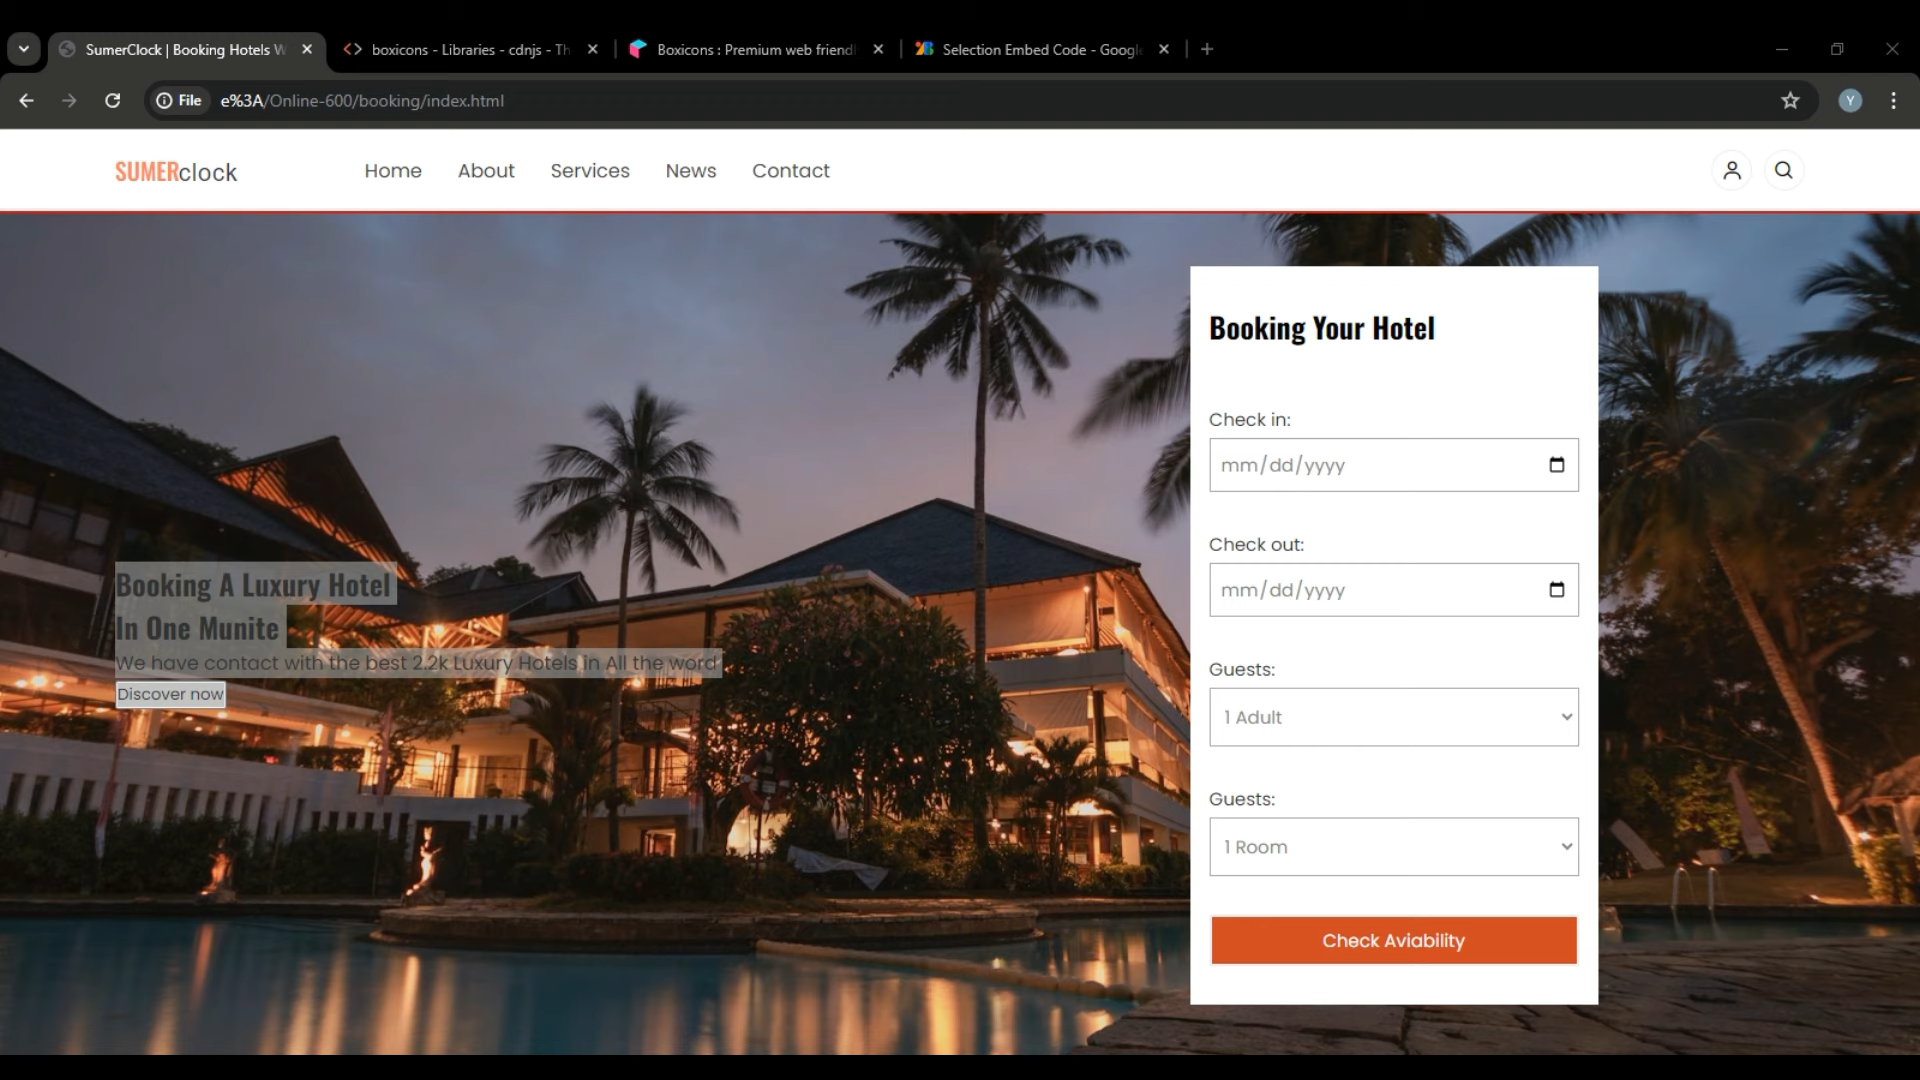 SumerClock | Booking Hotels W
boxicons - Libraries - cdnjs - Th
Boxicons : Premium web friendl
Selection Embed Code - Google
File e%3A/Online-600/booking/index.html
Y
SUMERclock
Home
About
Services
News
Contact
Booking Your Hotel
Check in:
mm/dd/yyyy
Check out:
mm/dd/yyyy
Guests:
1 Adult
Guests:
1 Room
Check Aviability
Booking A Luxury Hotel
In One Munite
We have contact with the best 2.2k Luxury Hotels in All the word
Discover now